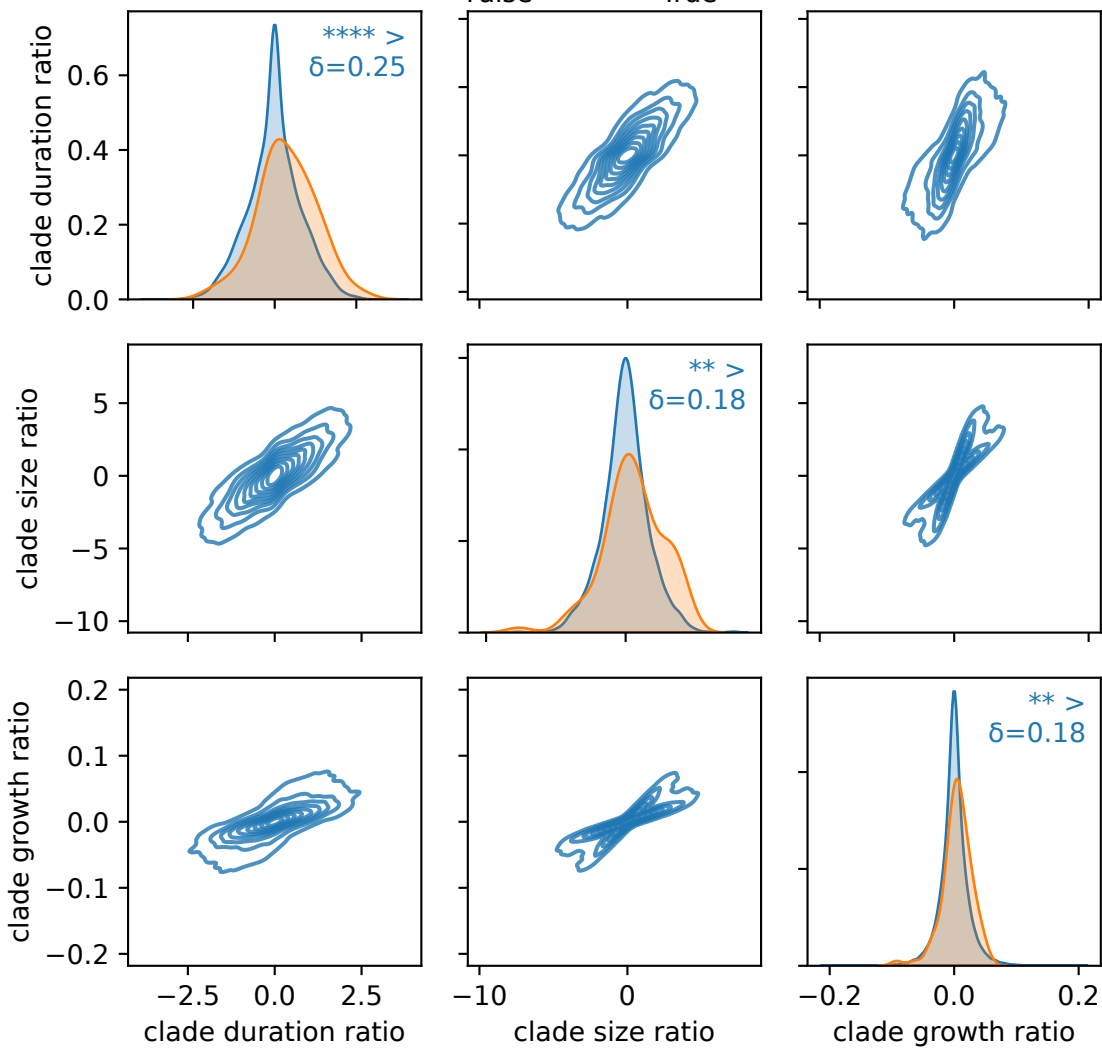 True
clade duration ratio
0.6
0.4
0.2
0.0
**** >
δ=0.25
clade size ratio
5
0
−5
−10
** >
δ=0.18
clade growth ratio
0.2
0.1
0.0
−0.1
−0.2
** >
δ=0.18
−2.5
0.0
2.5
−10
0
−0.2
0.0
0.2
clade duration ratio
clade size ratio
clade growth ratio